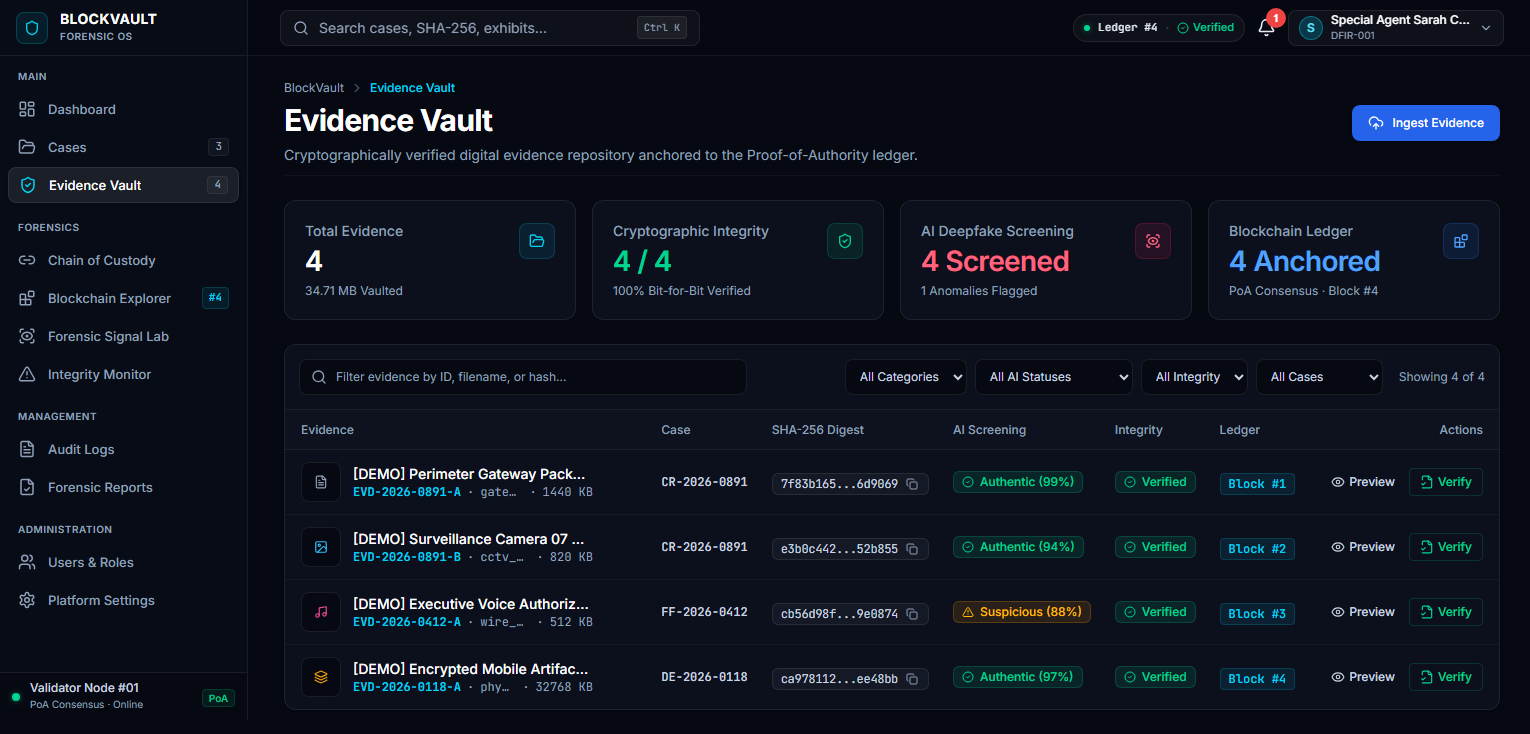 BLOCKVAULT
FORENSIC OS
Search cases, SHA-256, exhibits...
Ctrl K
Ledger #4 · Verified
1
S
Special Agent Sarah C...
DFIR-001
MAIN
Dashboard
Cases 3
Evidence Vault 4
FORENSICS
Chain of Custody
Blockchain Explorer #4
Forensic Signal Lab
Integrity Monitor
MANAGEMENT
Audit Logs
Forensic Reports
ADMINISTRATION
Users & Roles
Platform Settings
Validator Node #01
PoA Consensus · Online
PoA
BlockVault > Evidence Vault
Evidence Vault
Cryptographically verified digital evidence repository anchored to the Proof-of-Authority ledger.
Ingest Evidence
Total Evidence
4
34.71 MB Vaulted
Cryptographic Integrity
4 / 4
100% Bit-for-Bit Verified
AI Deepfake Screening
4 Screened
1 Anomalies Flagged
Blockchain Ledger
4 Anchored
PoA Consensus · Block #4
Filter evidence by ID, filename, or hash...
All Categories
All AI Statuses
All Integrity
All Cases
Showing 4 of 4
Evidence Case SHA-256 Digest AI Screening Integrity Ledger Actions
[DEMO] Perimeter Gateway Pack...
EVD-2026-0891-A · gate… · 1440 KB
CR-2026-0891 7f83b165...6d9069 Authentic (99%) Verified Block #1 Preview Verify
[DEMO] Surveillance Camera 07 ...
EVD-2026-0891-B · cctv_… · 820 KB
CR-2026-0891 e3b0c442...52b855 Authentic (94%) Verified Block #2 Preview Verify
[DEMO] Executive Voice Authoriz...
EVD-2026-0412-A · wire_… · 512 KB
FF-2026-0412 cb56d98f...9e0874 Suspicious (88%) Verified Block #3 Preview Verify
[DEMO] Encrypted Mobile Artifac...
EVD-2026-0118-A · phy… · 32768 KB
DE-2026-0118 ca978112...ee48bb Authentic (97%) Verified Block #4 Preview Verify